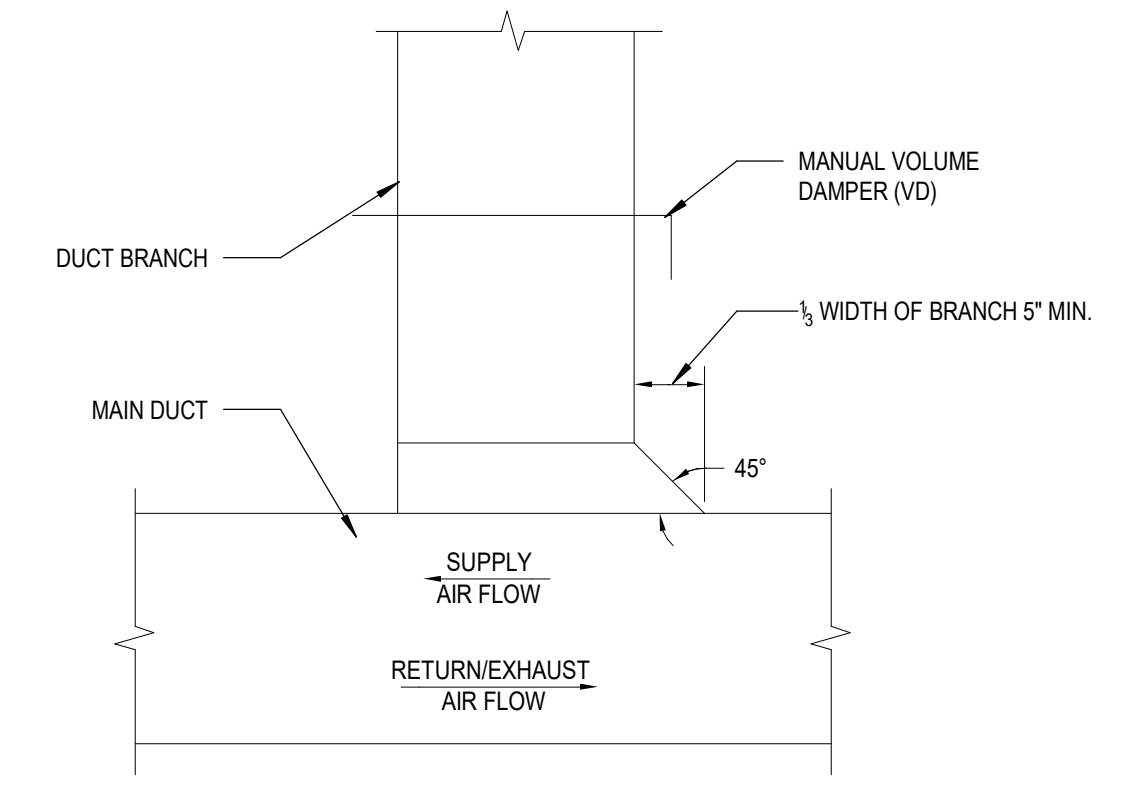 MANUAL VOLUME
DAMPER (VD)
DUCT BRANCH
⅓ WIDTH OF BRANCH 5" MIN.
MAIN DUCT
45°
SUPPLY
AIR FLOW
RETURN/EXHAUST
AIR FLOW